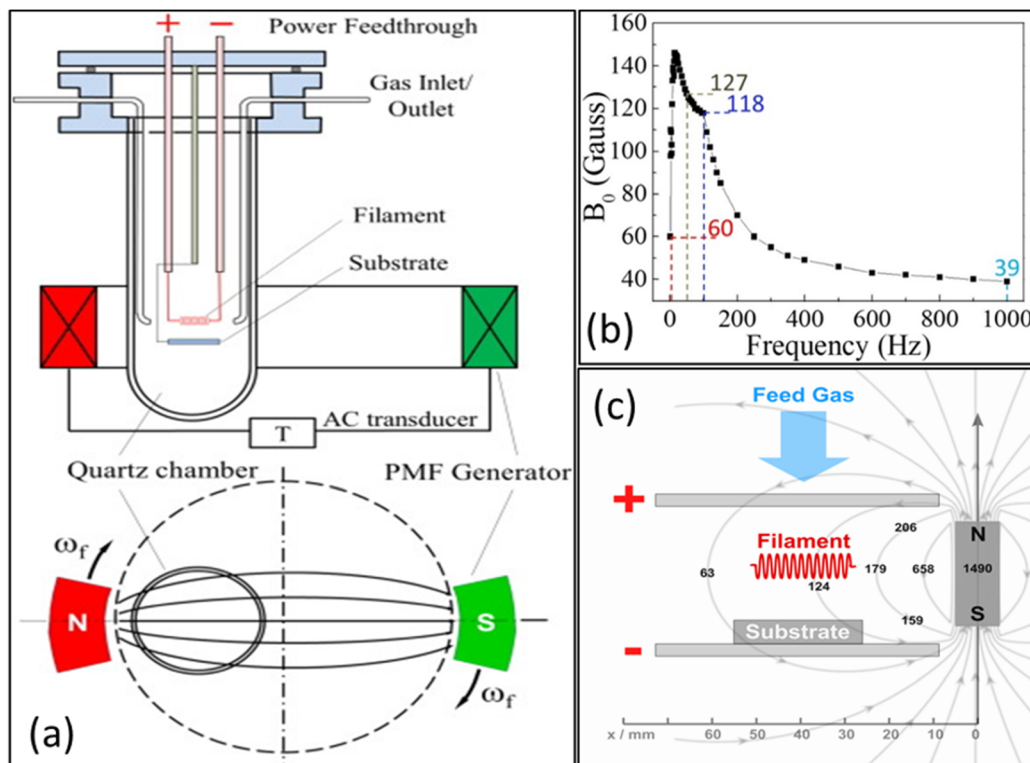 + −
Power Feedthrough
Gas Inlet/
Outlet
Filament
Substrate
T
AC transducer
Quartz chamber
PMF Generator
ωf
N
S
ωf
(a)
160
140
120
100
80
60
40
B0 (Gauss)
127
118
60
39
0 200 400 600 800 1000
Frequency (Hz)
(b)
(c)
Feed Gas
+
206
N
Filament
63
179
658
1490
124
S
159
Substrate
-
x / mm
60 50 40 30 20 10 0